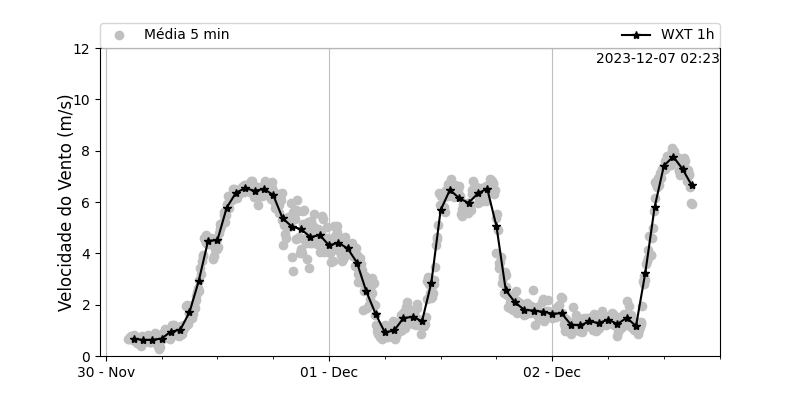 Média 5 min
WXT 1h
2023-12-07 02:23
Velocidade do Vento (m/s)
12
10
8
6
4
2
0
30 - Nov
01 - Dec
02 - Dec